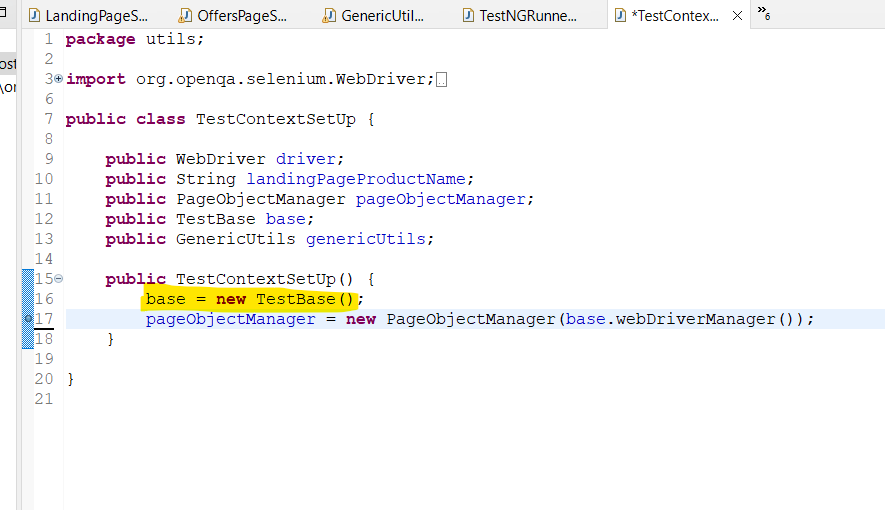 LandingPageS... OffersPageS... GenericUtil... TestNGRunne... *TestContex... »6
ost
\or
1 package utils;
2
3 import org.openqa.selenium.WebDriver;
6
7 public class TestContextSetUp {
8
9 public WebDriver driver;
10 public String landingPageProductName;
11 public PageObjectManager pageObjectManager;
12 public TestBase base;
13 public GenericUtils genericUtils;
14
15 public TestContextSetUp() {
16 base = new TestBase();
17 pageObjectManager = new PageObjectManager(base.webDriverManager());
18 }
19
20 }
21